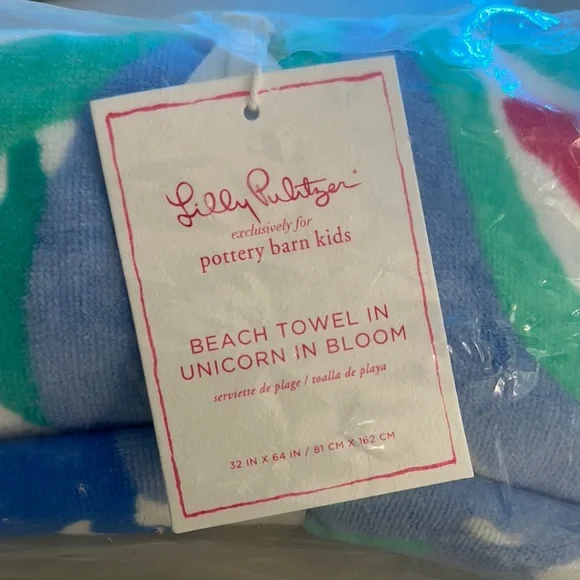 Lilly Pulitzer
exclusively for
pottery barn kids
BEACH TOWEL IN
UNICORN IN BLOOM
serviette de plage / toalla de playa
32 IN X 64 IN / 81 CM X 162 CM